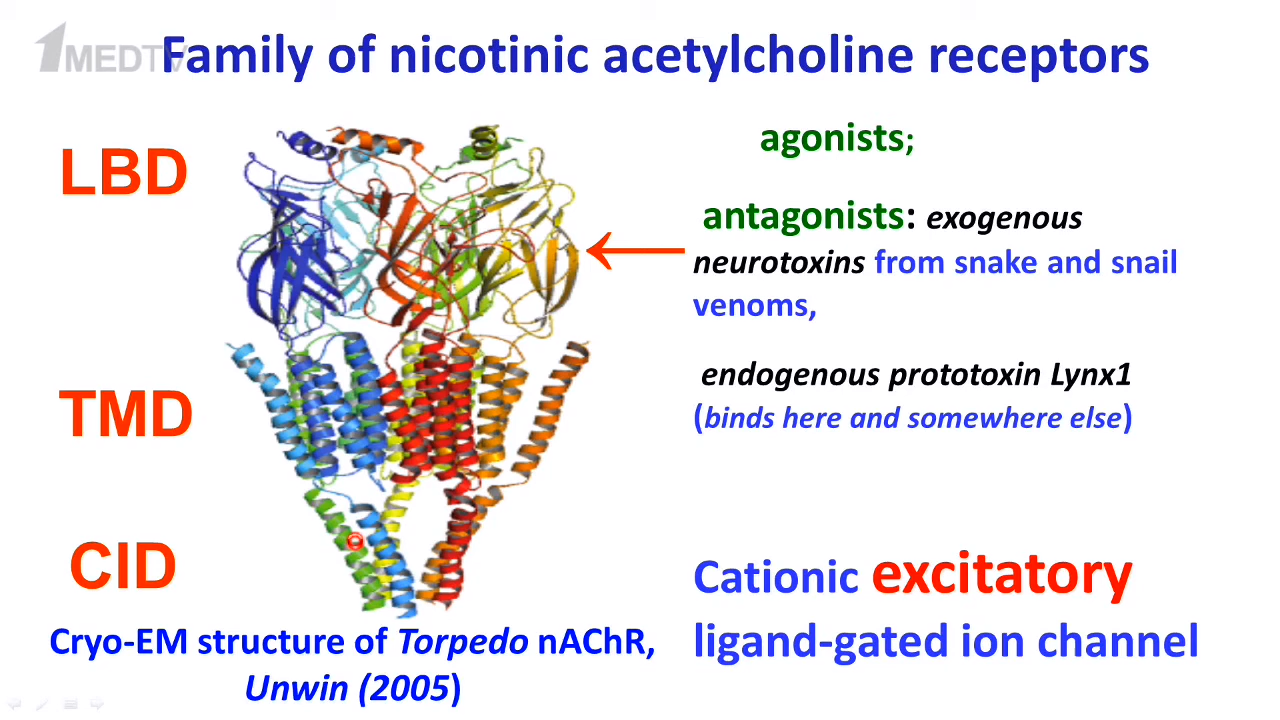 1MEDTV
Family of nicotinic acetylcholine receptors
LBD
TMD
CID
agonists;
antagonists: exogenous
neurotoxins from snake and snail
venoms,
endogenous prototoxin Lynx1
(binds here and somewhere else)
Cationic excitatory
ligand-gated ion channel
Cryo-EM structure of Torpedo nAChR,
Unwin (2005)